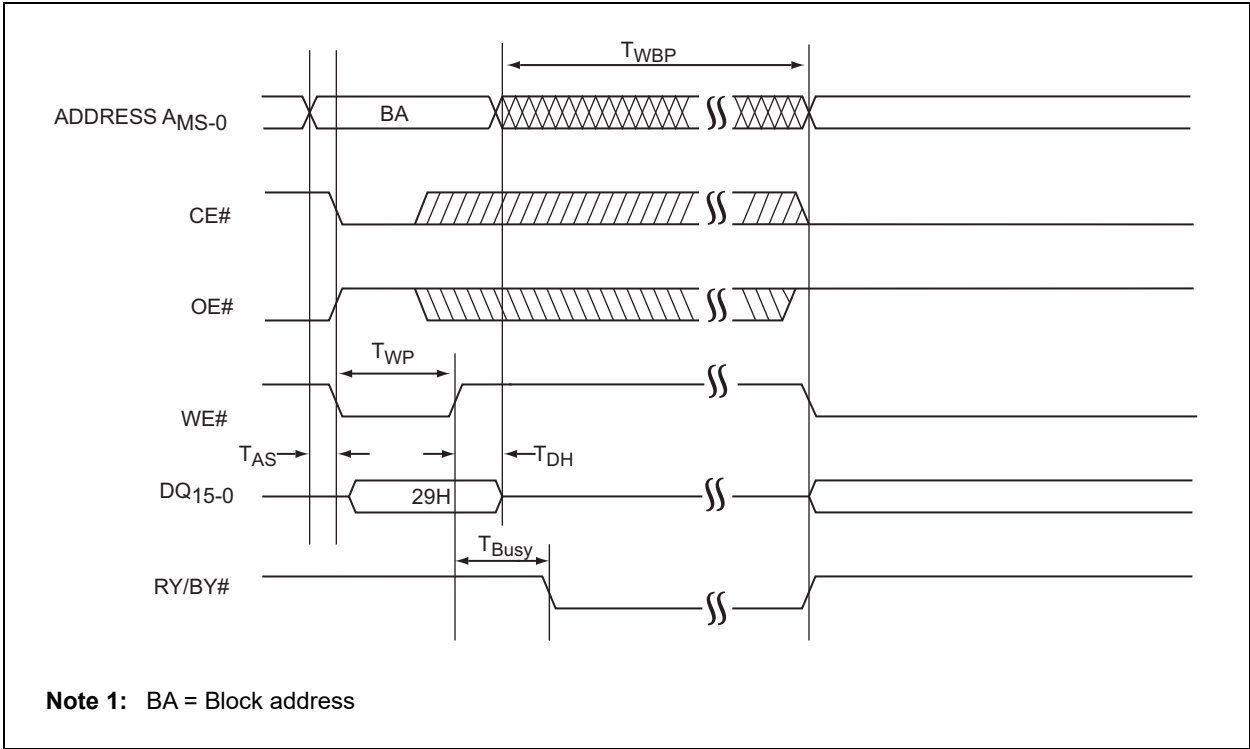 TWBP
ADDRESS AMS-0
BA
CE#
OE#
TWP
WE#
TAS
TDH
DQ15-0
29H
TBusy
RY/BY#
Note 1: BA = Block address